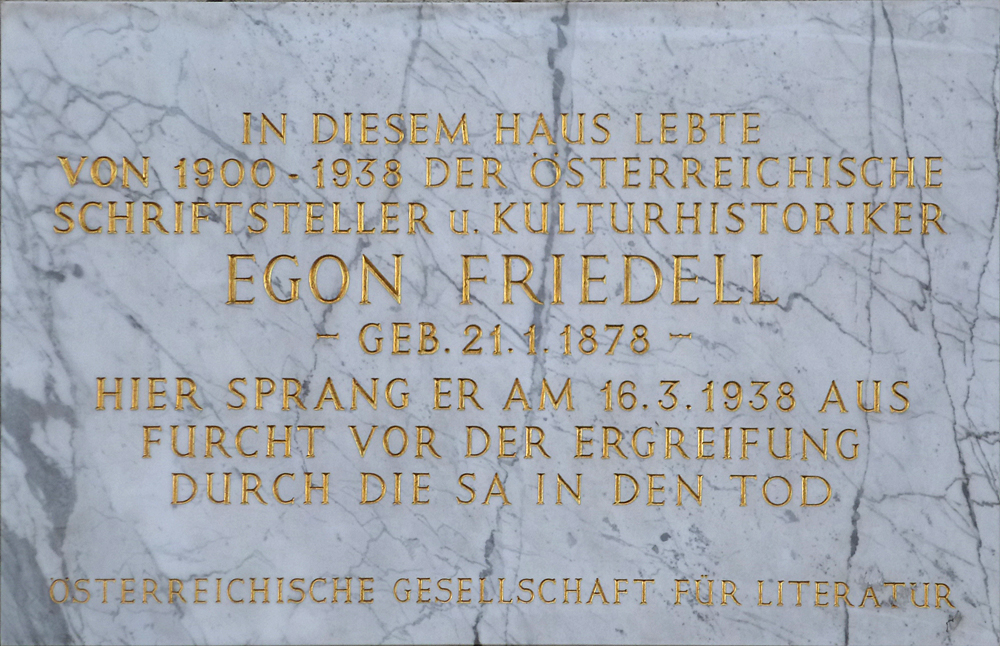 IN DIESEM HAUS LEBTE
VON 1900-1938 DER ÖSTERREICHISCHE
SCHRIFTSTELLER u. KULTURHISTORIKER
EGON FRIEDELL
- GEB. 21.1.1878 -
HIER SPRANG ER AM 16.3.1938 AUS
FURCHT VOR DER ERGREIFUNG
DURCH DIE SA IN DEN TOD
ÖSTERREICHISCHE GESELLSCHAFT FÜR LITERATUR